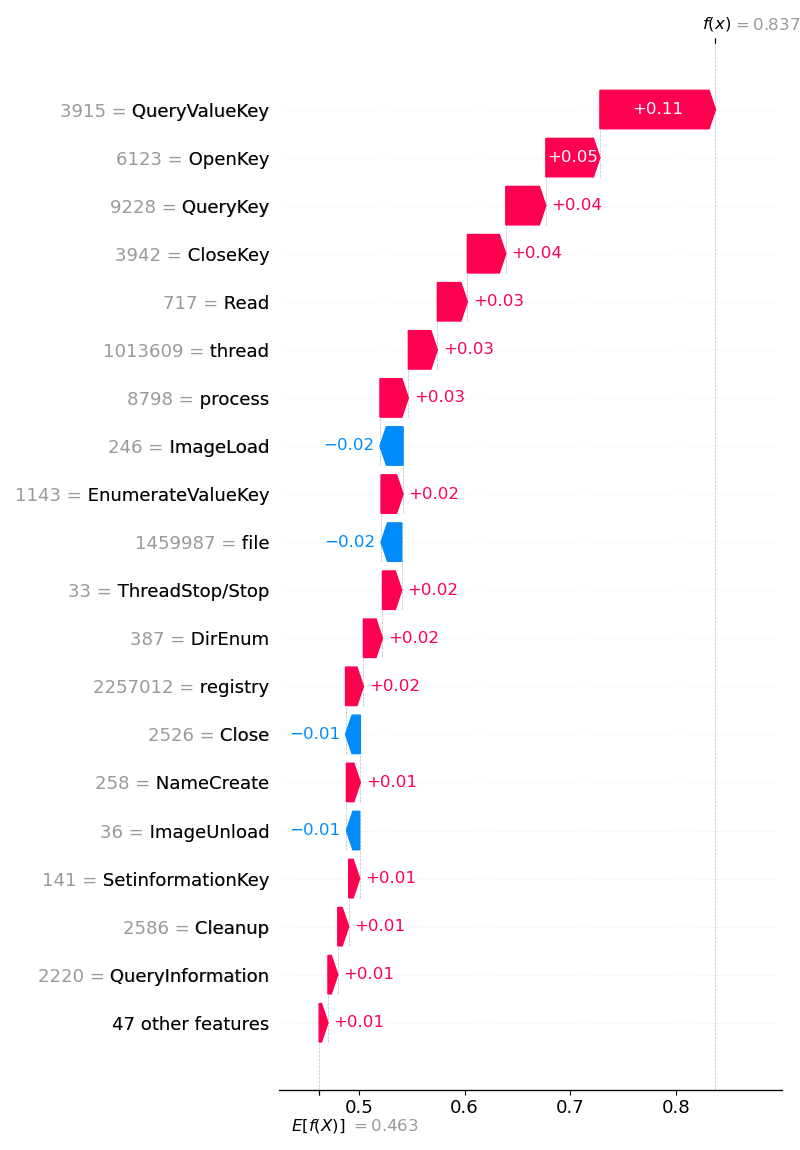 f(x) = 0.837
3915 = QueryValueKey +0.11
6123 = OpenKey +0.05
9228 = QueryKey +0.04
3942 = CloseKey +0.04
717 = Read +0.03
1013609 = thread +0.03
8798 = process +0.03
246 = ImageLoad −0.02
1143 = EnumerateValueKey +0.02
1459987 = file −0.02
33 = ThreadStop/Stop +0.02
387 = DirEnum +0.02
2257012 = registry +0.02
2526 = Close −0.01
258 = NameCreate +0.01
36 = ImageUnload −0.01
141 = SetinformationKey +0.01
2586 = Cleanup +0.01
2220 = QueryInformation +0.01
47 other features +0.01
0.5 0.6 0.7 0.8
E[f(X)] = 0.463